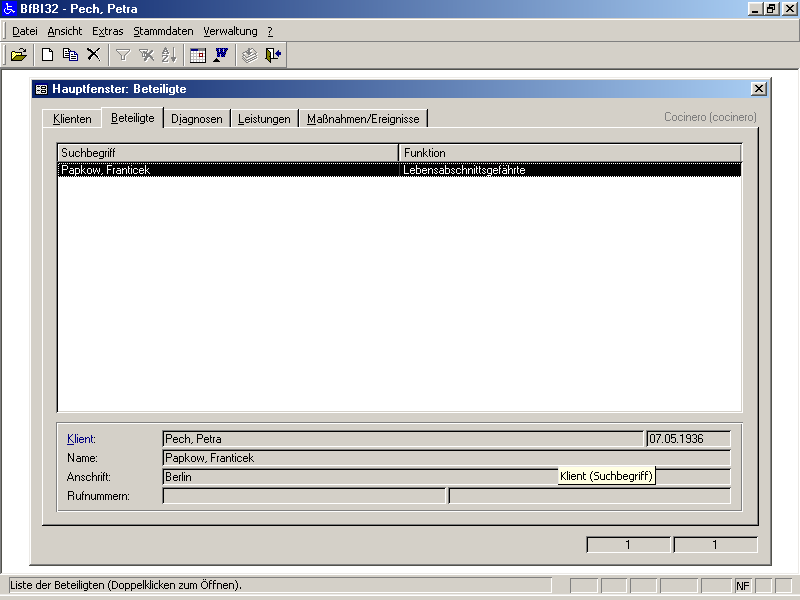 BfBI32 - Pech, Petra
Datei Ansicht Extras Stammdaten Verwaltung ?
Hauptfenster: Beteiligte
Klienten Beteiligte Diagnosen Leistungen Maßnahmen/Ereignisse Cocinero (cocinero)
Suchbegriff Funktion
Papkow, Franticek Lebensabschnittsgefährte
Klient: Pech, Petra 07.05.1936
Name: Papkow, Franticek
Anschrift: Berlin Klient (Suchbegriff)
Rufnummern:
1 1
Liste der Beteiligten (Doppelklicken zum Öffnen). NF